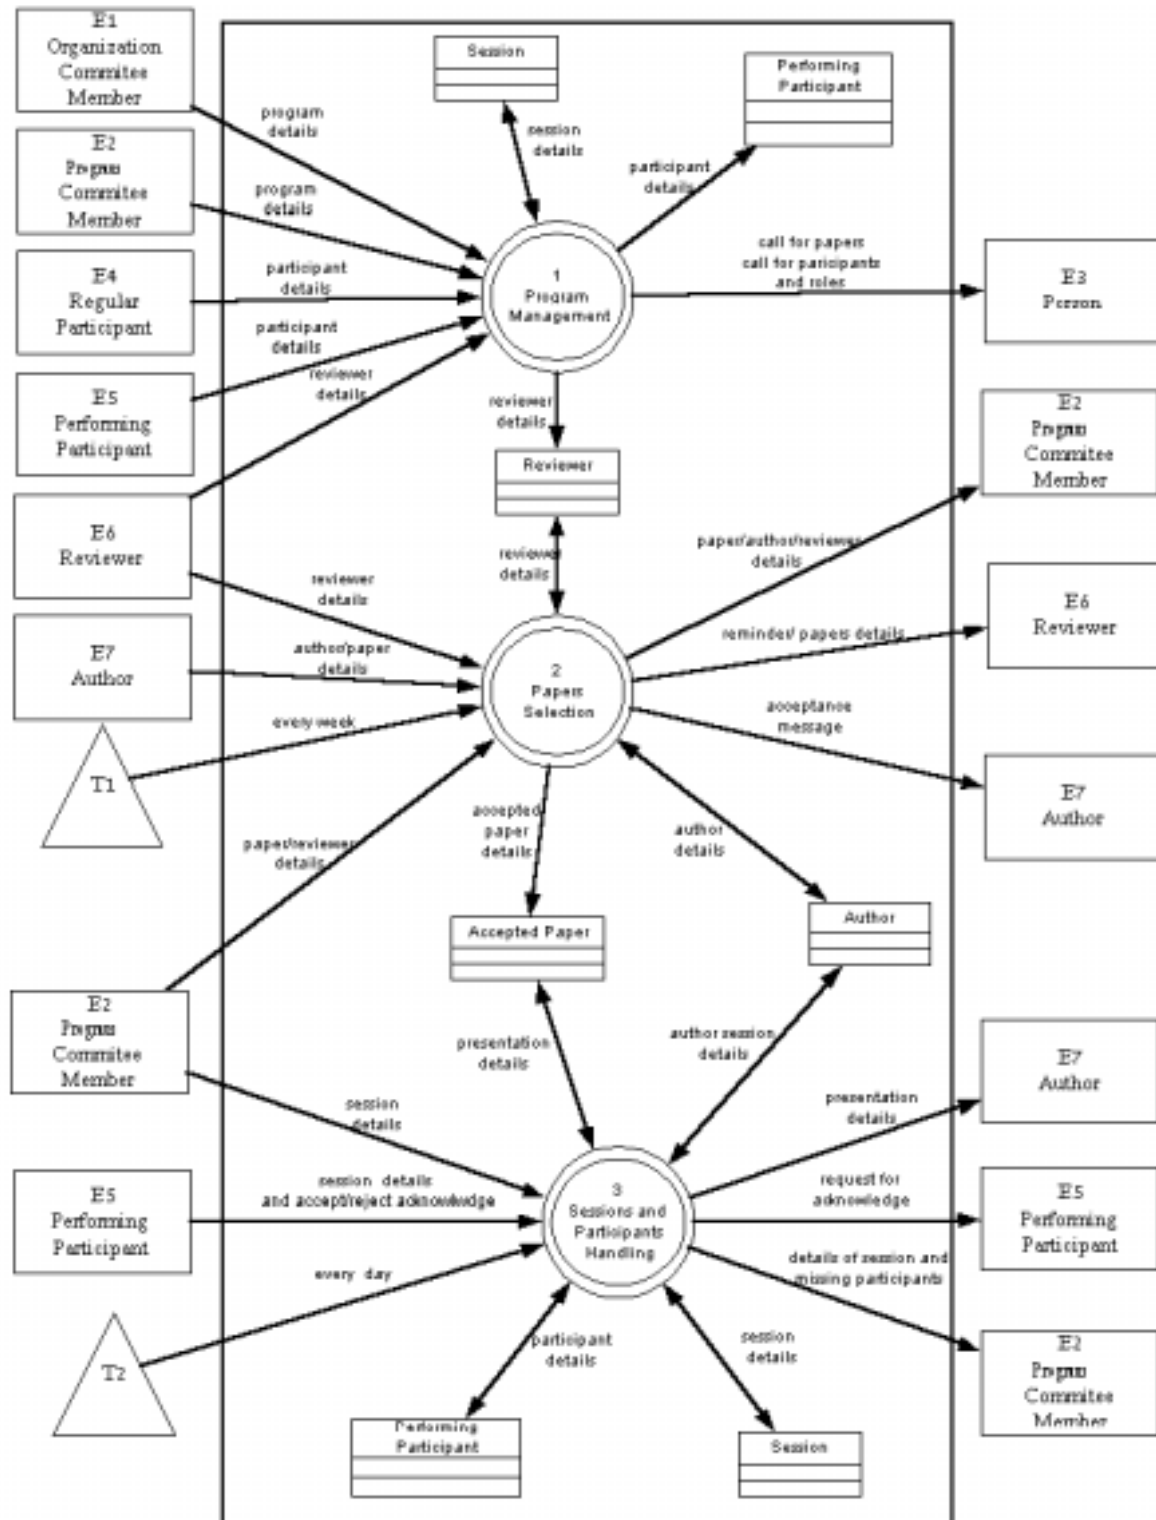 E1
Organization
Commitee
Member
E2
Program
Commitee
Member
E4
Regular
Participant
E5
Performing
Participant
E6
Reviewer
E7
Author
T1
E2
Program
Commitee
Member
E5
Performing
Participant
T2
program
details
program
details
participant
details
participant
details
reviewer
details
reviewer
details
author/paper
details
every week
paper/reviewer
details
session
details
session details
and accept/reject acknowlwdge
every day
Session
Performing
Participant
session
details
participant
details
1
Program
Management
call for papers
call for paricipants
and roles
reviewer
details
Reviewer
reviewer
details
paper/author/reviewer
details
2
Papers
Selection
reminder/ papers details
acceptance
message
accepted
paper
details
author
details
Accepted Paper
Author
presentation
details
author session
details
presentation
details
3
Sessions and
Participants
Handling
request for
acknowledge
details of session and
missing participants
participant
details
session
details
Performing
Participant
Session
E3
Person
E2
Program
Commitee
Member
E6
Reviewer
E7
Author
E7
Author
E5
Performing
Participant
E2
Program
Commitee
Member